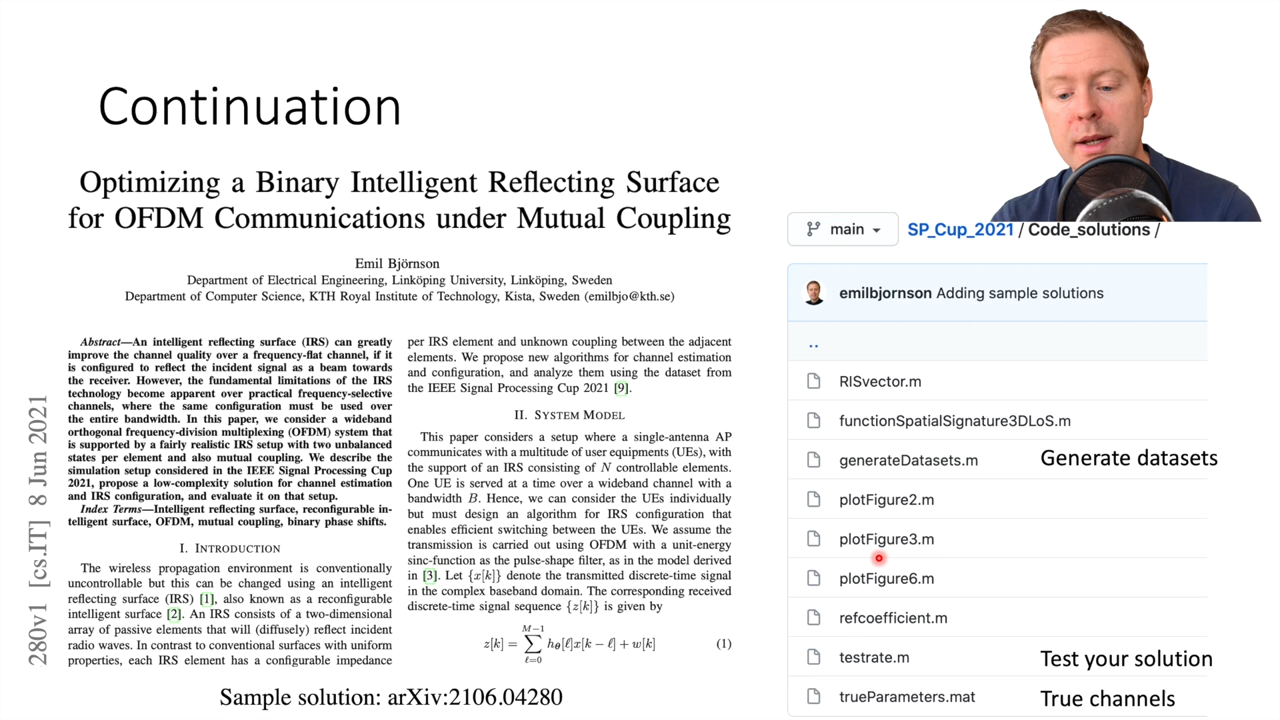 Continuation
Optimizing a Binary Intelligent Reflecting Surface
for OFDM Communications under Mutual Coupling
Emil Björnson
Department of Electrical Engineering, Linköping University, Linköping, Sweden
Department of Computer Science, KTH Royal Institute of Technology, Kista, Sweden (emilbjo@kth.se)
Abstract—An intelligent reflecting surface (IRS) can greatly
improve the channel quality over a frequency-flat channel, if it
is configured to reflect the incident signal as a beam towards
the receiver. However, the fundamental limitations of the IRS
technology become apparent over practical frequency-selective
channels, where the same configuration must be used over
the entire bandwidth. In this paper, we consider a wideband
orthogonal frequency-division multiplexing (OFDM) system that
is supported by a fairly realistic IRS setup with two unbalanced
states per element and also mutual coupling. We describe the
simulation setup considered in the IEEE Signal Processing Cup
2021, propose a low-complexity solution for channel estimation
and IRS configuration, and evaluate it on that setup.
Index Terms—Intelligent reflecting surface, reconfigurable in-
telligent surface, OFDM, mutual coupling, binary phase shifts.
I. INTRODUCTION
The wireless propagation environment is conventionally
uncontrollable but this can be changed using an intelligent
reflecting surface (IRS) [1], also known as a reconfigurable
intelligent surface [2]. An IRS consists of a two-dimensional
array of passive elements that will (diffusely) reflect incident
radio waves. In contrast to conventional surfaces with uniform
properties, each IRS element has a configurable impedance
per IRS element and unknown coupling between the adjacent
elements. We propose new algorithms for channel estimation
and configuration, and analyze them using the dataset from
the IEEE Signal Processing Cup 2021 [9].
II. SYSTEM MODEL
This paper considers a setup where a single-antenna AP
communicates with a multitude of user equipments (UEs), with
the support of an IRS consisting of N controllable elements.
One UE is served at a time over a wideband channel with a
bandwidth B. Hence, we can consider the UEs individually
but must design an algorithm for IRS configuration that
enables efficient switching between the UEs. We assume the
transmission is carried out using OFDM with a unit-energy
sinc-function as the pulse-shape filter, as in the model derived
in [3]. Let {x[k]} denote the transmitted discrete-time signal
in the complex baseband domain. The corresponding received
discrete-time signal sequence {z[k]} is given by
z[k] = ∑_{ℓ=0}^{M−1} h_θ[ℓ]x[k − ℓ] + w[k] (1)
280v1 [cs.IT] 8 Jun 2021
Sample solution: arXiv:2106.04280
main
SP_Cup_2021 / Code_solutions /
emilbjornson Adding sample solutions
..
RISvector.m
functionSpatialSignature3DLoS.m
generateDatasets.m Generate datasets
plotFigure2.m
plotFigure3.m
plotFigure6.m
refcoefficient.m
testrate.m Test your solution
trueParameters.mat True channels